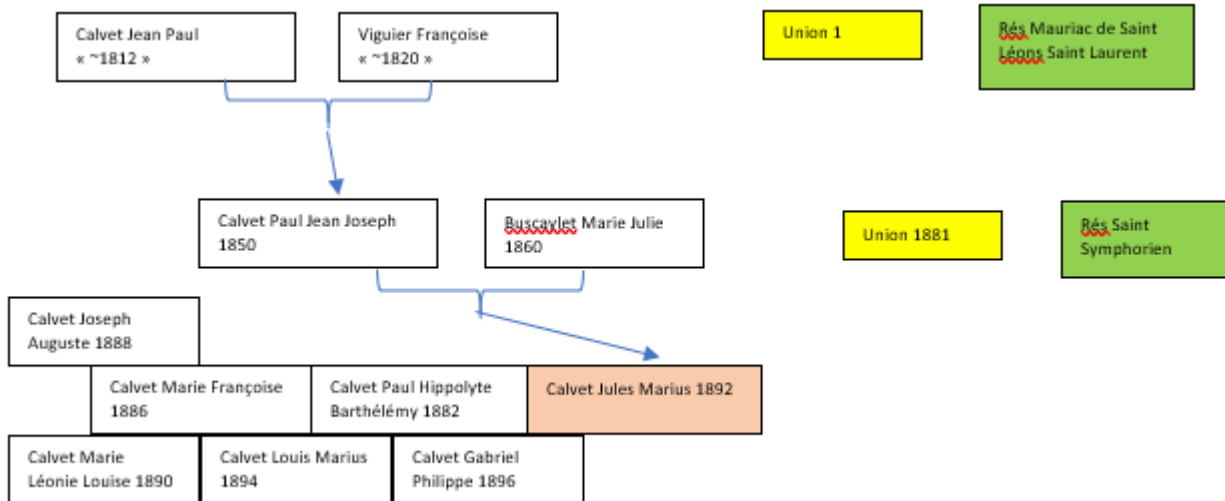 Calvet Jean Paul
« ~1812 »
Viguier Françoise
« ~1820 »
Union 1
Rés Mauriac de Saint
Léons Saint Laurent
Calvet Paul Jean Joseph
1850
Buscaylet Marie Julie
1860
Union 1881
Rés Saint
Symphorien
Calvet Joseph
Auguste 1888
Calvet Marie Françoise
1886
Calvet Paul Hippolyte
Barthélémy 1882
Calvet Jules Marius 1892
Calvet Marie
Léonie Louise 1890
Calvet Louis Marius
1894
Calvet Gabriel
Philippe 1896